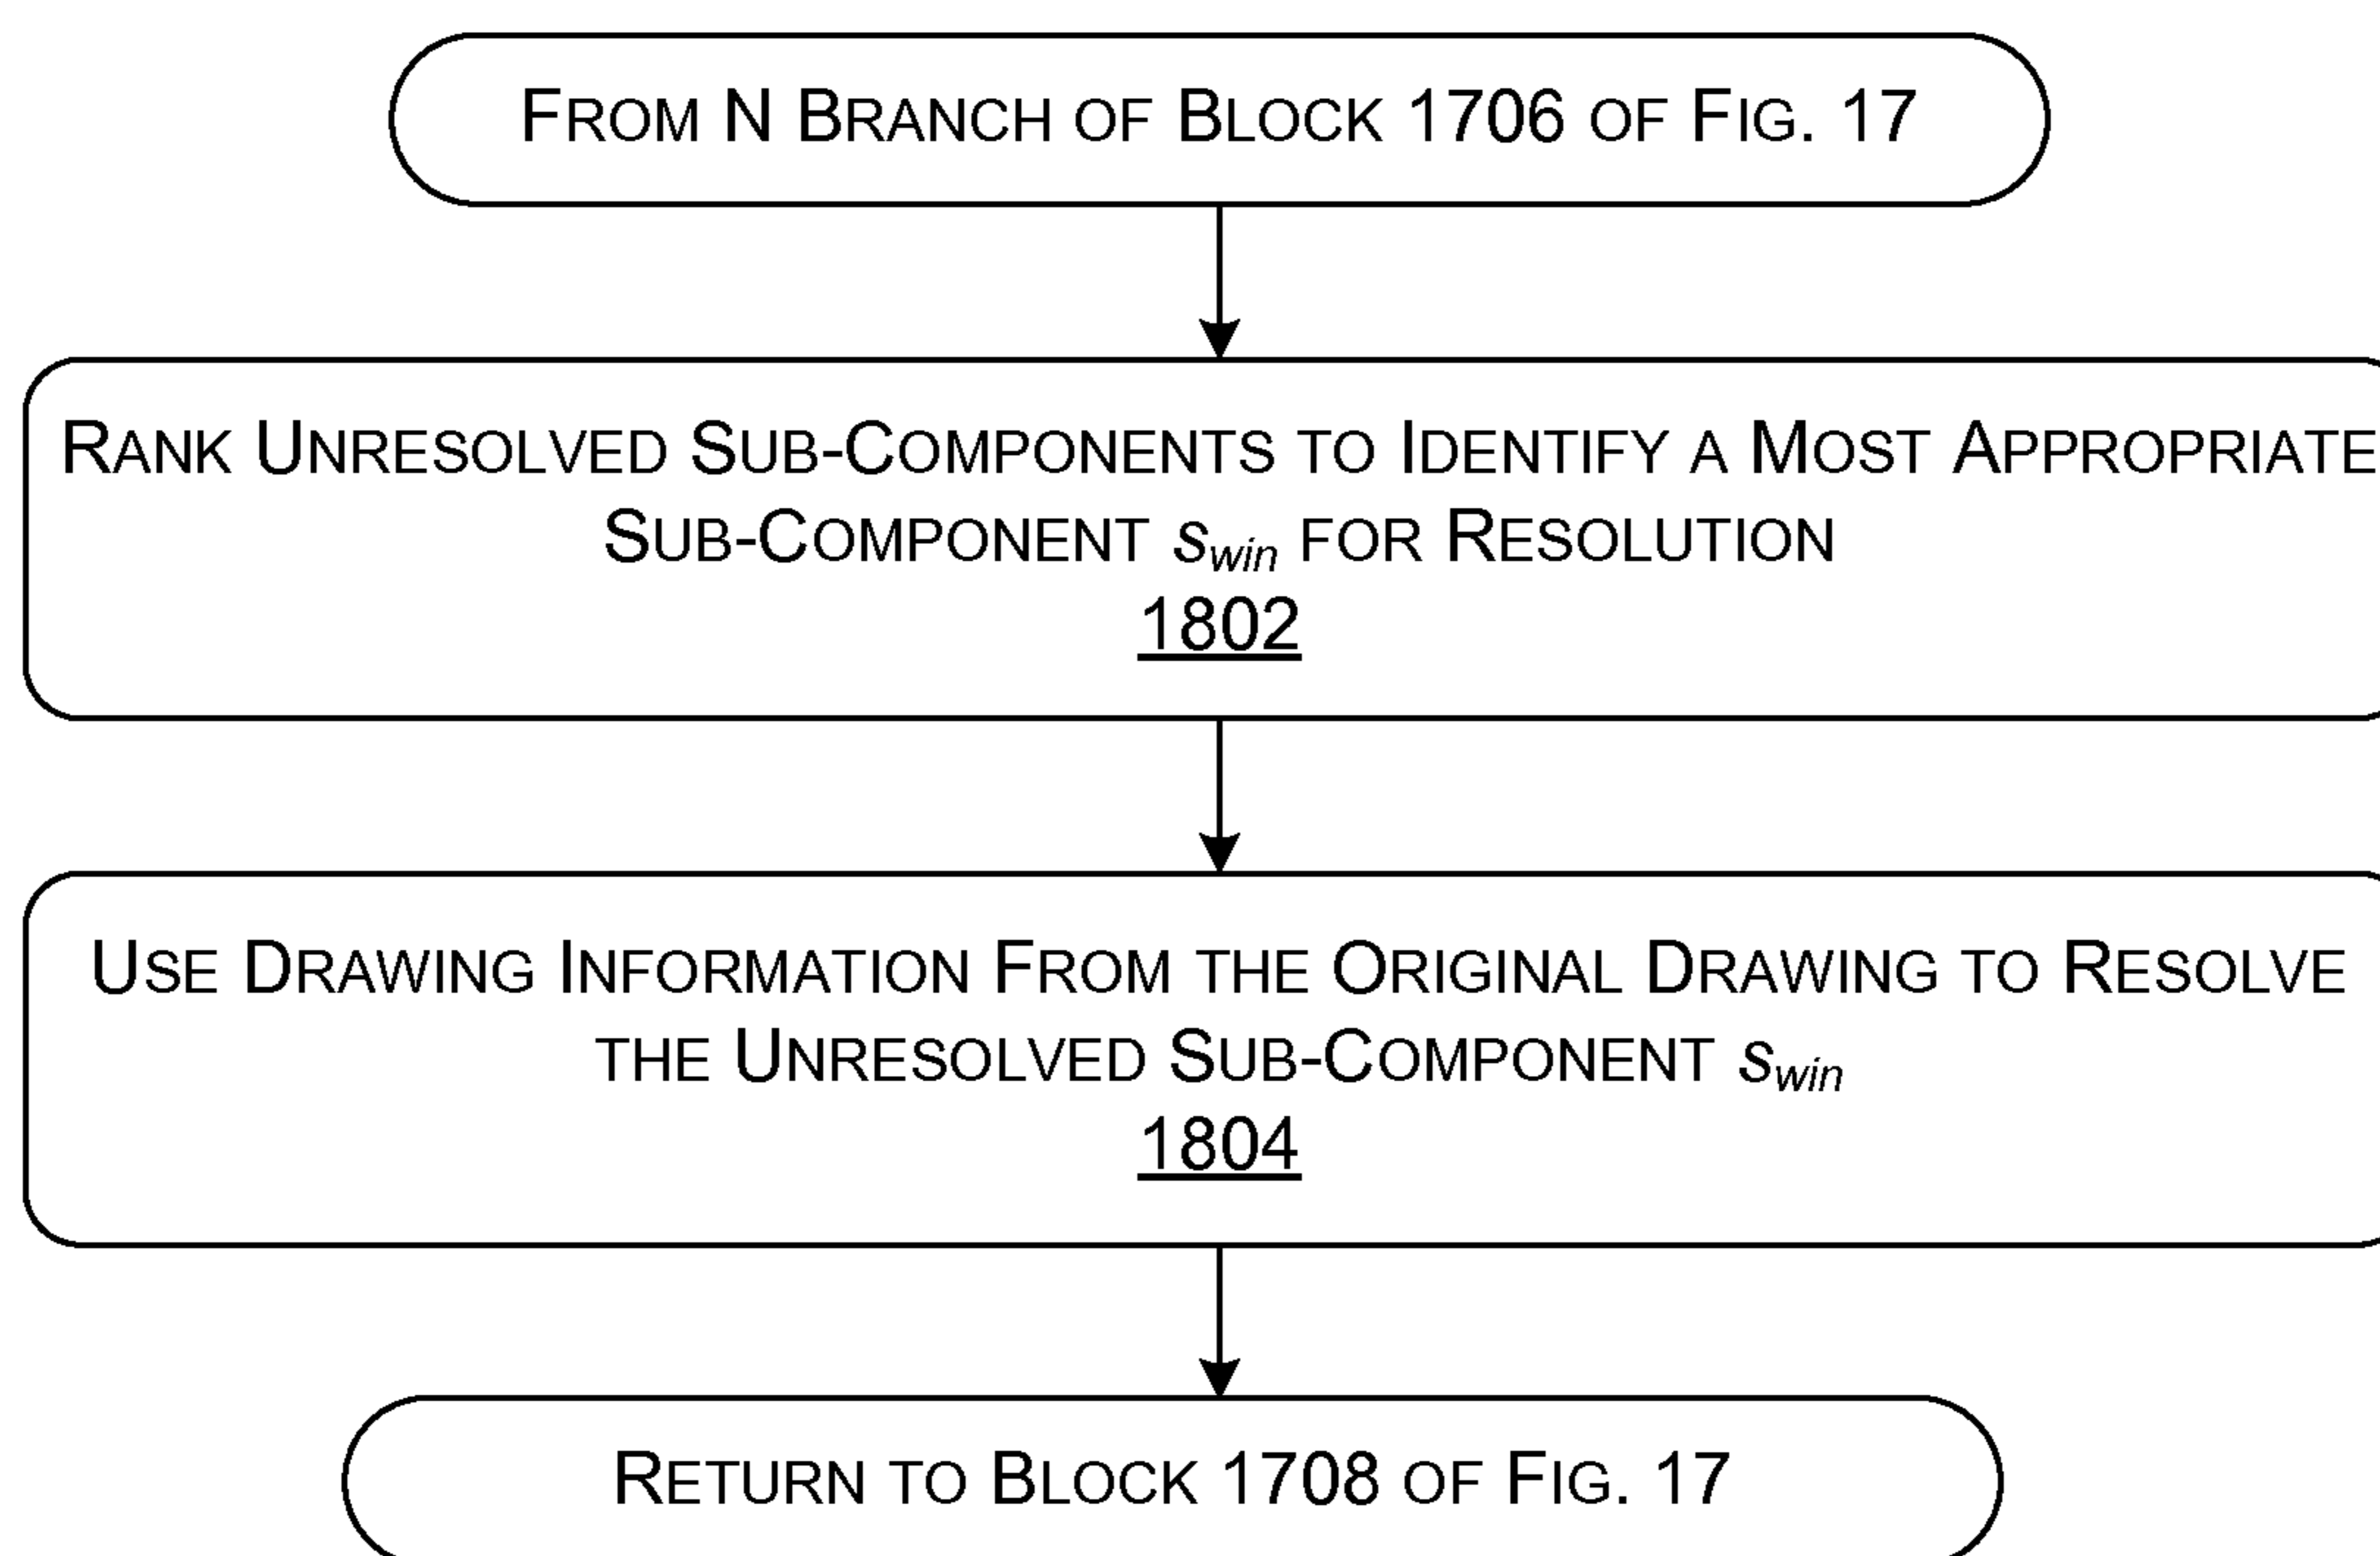 From N Branch of Block 1706 of Fig. 17
Rank Unresolved Sub-Components to Identify a Most Appropriate
Sub-Component s_win for Resolution
1802
Use Drawing Information From the Original Drawing to Resolve
the Unresolved Sub-Component s_win
1804
Return to Block 1708 of Fig. 17